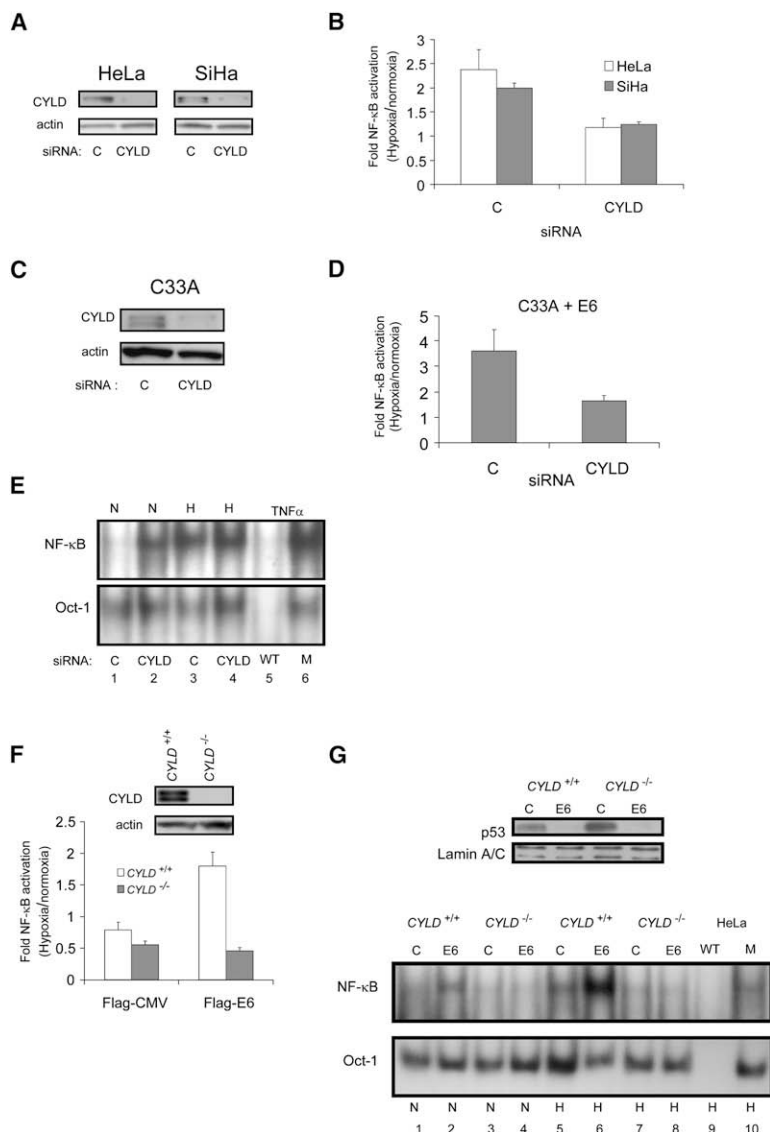 A
HeLa SiHa
CYLD
actin
siRNA: C CYLD C CYLD
B
Fold NF-κB activation
(Hypoxia/normoxia)
3
2.5
2
1.5
1
0.5
0
HeLa
SiHa
C CYLD
siRNA
C
C33A
CYLD
actin
siRNA : C CYLD
D
C33A + E6
Fold NF-κB activation
(Hypoxia/normoxia)
5
4
3
2
1
0
C CYLD
siRNA
E
N N H H TNFα
NF-κB
Oct-1
siRNA: C CYLD C CYLD WT M
1 2 3 4 5 6
F
CYLD +/+ CYLD -/-
CYLD
actin
Fold NF-κB activation
(Hypoxia/normoxia)
2.5
2
1.5
1
0.5
0
CYLD +/+
CYLD -/-
Flag-CMV Flag-E6
G
CYLD +/+ CYLD -/-
C E6 C E6
p53
Lamin A/C
CYLD +/+ CYLD -/- CYLD +/+ CYLD -/- HeLa
C E6 C E6 C E6 C E6 WT M
NF-κB
Oct-1
N N N N H H H H H H
1 2 3 4 5 6 7 8 9 10